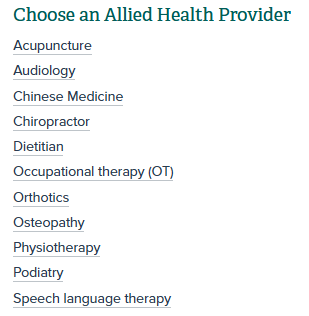 Choose an Allied Health Provider
Acupuncture
Audiology
Chinese Medicine
Chiropractor
Dietitian
Occupational therapy (OT)
Orthotics
Osteopathy
Physiotherapy
Podiatry
Speech language therapy